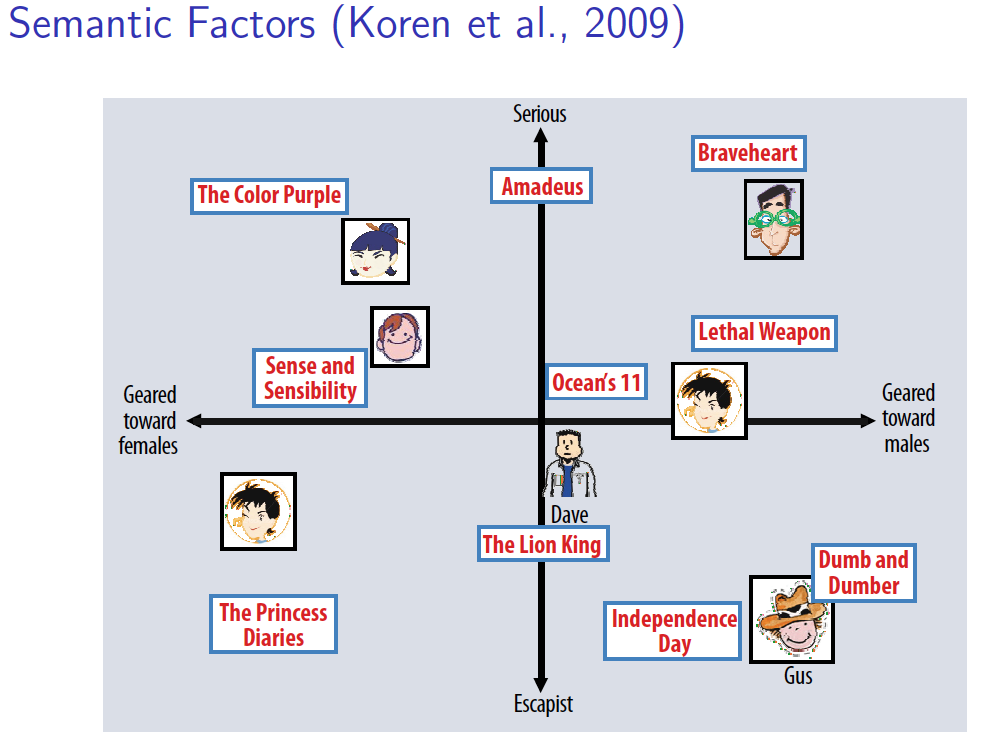 Semantic Factors (Koren et al., 2009)
Serious
Braveheart
The Color Purple
Amadeus
Lethal Weapon
Sense and
Sensibility
Ocean's 11
Geared
toward
females
Geared
toward
males
Dave
The Lion King
Dumb and
Dumber
The Princess
Diaries
Independence
Day
Gus
Escapist